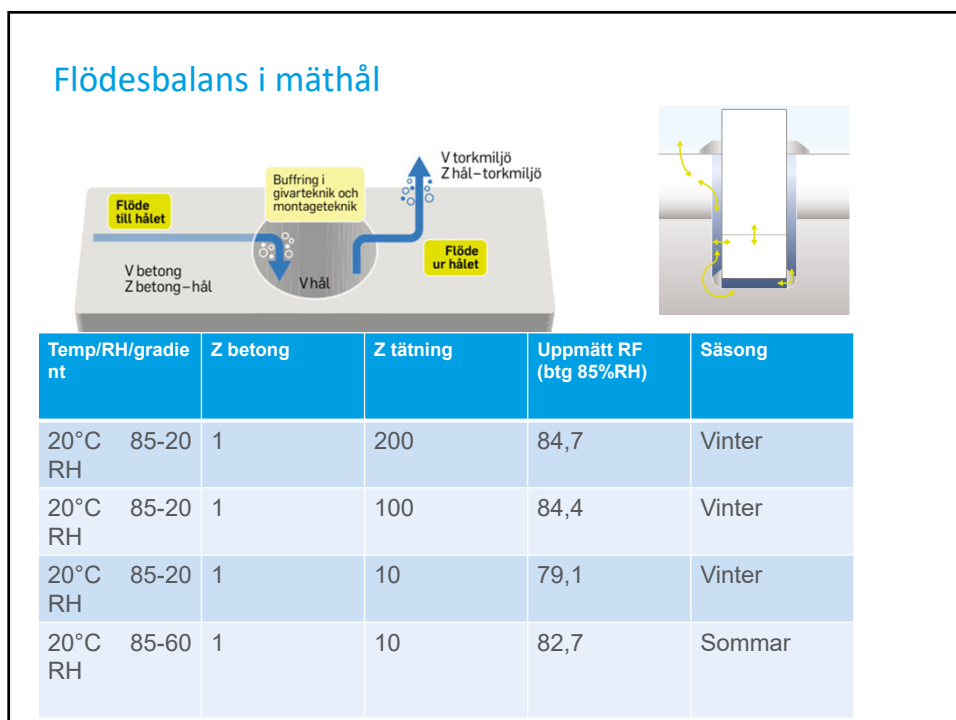 Flödesbalans i mäthål
V torkmiljö
Z hål–torkmiljö
Buffring i
givarteknik och
montageteknik
Flöde
till hålet
Flöde
ur hålet
V betong
Z betong–hål
V hål
Temp/RH/gradie
nt
Z betong
Z tätning
Uppmätt RF
(btg 85%RH)
Säsong
20°C 85-20
RH
1
200
84,7
Vinter
20°C 85-20
RH
1
100
84,4
Vinter
20°C 85-20
RH
1
10
79,1
Vinter
20°C 85-60
RH
1
10
82,7
Sommar